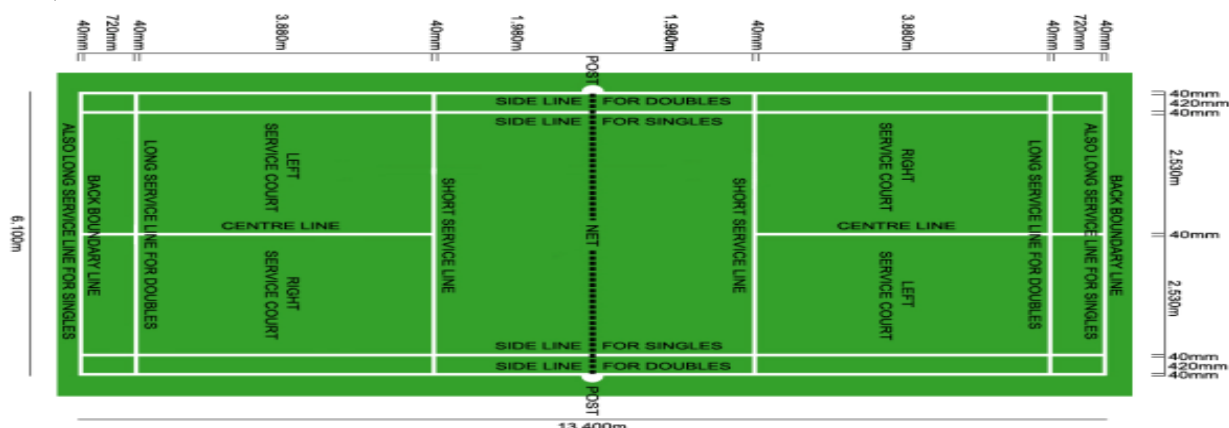 40mm
720mm
40mm
3.880m
40mm
1.980m
1.980m
40mm
3.880m
40mm
720mm
40mm
POST
SIDE LINE FOR DOUBLES
SIDE LINE FOR SINGLES
40mm
420mm
40mm
ALSO LONG SERVICE LINE FOR SINGLES
BACK BOUNDARY LINE
LONG SERVICE LINE FOR DOUBLES
LEFT
SERVICE COURT
SHORT SERVICE LINE
NET
SHORT SERVICE LINE
RIGHT
SERVICE COURT
LONG SERVICE LINE FOR DOUBLES
ALSO LONG SERVICE LINE FOR SINGLES
BACK BOUNDARY LINE
2.530m
6.100m
CENTRE LINE
CENTRE LINE
40mm
RIGHT
SERVICE COURT
LEFT
SERVICE COURT
2.530m
SIDE LINE FOR SINGLES
SIDE LINE FOR DOUBLES
40mm
420mm
40mm
POST
13.400m